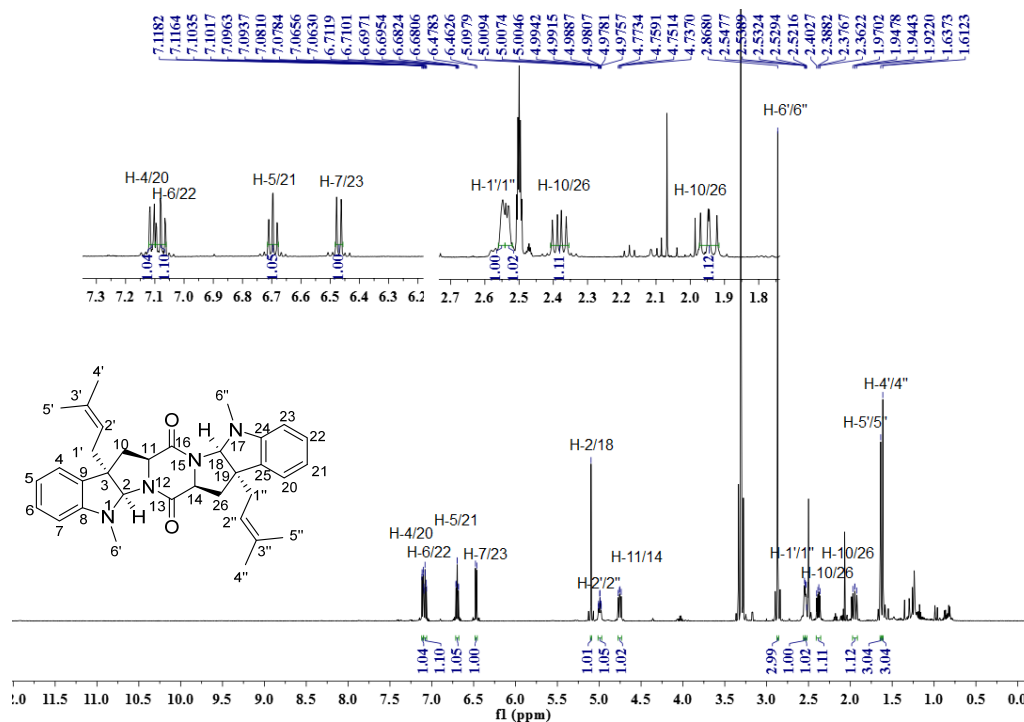 7.1182 7.1164 7.1035 7.1017 7.0963 7.0937 7.0810 7.0784 7.0656 7.0630 6.7119 6.7101 6.6971 6.6954 6.6824 6.6806 6.4783 6.4626 5.0979 5.0094 5.0074 5.0046 4.9942 4.9915 4.9887 4.9807 4.9781 4.9757 4.7734 4.7591 4.7514 4.7370 2.8680 2.5477 2.5389 2.5324 2.5294 2.5216 2.4027 2.3882 2.3767 2.3622 1.9702 1.9478 1.9443 1.9220 1.6373 1.6123
H-6'/6"
H-4/20
H-6/22
H-5/21
H-7/23
H-1'/1"
H-10/26
H-10/26
1.04 1.10 1.05 1.00
1.00 1.02 1.11 1.12
7.3 7.2 7.1 7.0 6.9 6.8 6.7 6.6 6.5 6.4 6.3 6.2
2.7 2.6 2.5 2.4 2.3 2.2 2.1 2.0 1.9 1.8
4'
3'
5'
2'
1'
10
11
O
16
6"
N
17
H
24
23
22
21
20
25
18
19
15
N
4
5
6
7
8
9
3
2
N
1
N
12
13
14
26
H
O
6'
1"
2"
3"
4"
5"
H-4/20
H-6/22
H-5/21
H-7/23
H-2/18
H-2'/2"
H-11/14
H-1'/1"
H-10/26
H-10/26
H-5'/5"
H-4'/4"
1.04 1.10 1.05 1.00 1.01 1.05 1.02 2.99 1.00 1.02 1.11 1.12 3.04 3.04
2.0 11.5 11.0 10.5 10.0 9.5 9.0 8.5 8.0 7.5 7.0 6.5 6.0 5.5 5.0 4.5 4.0 3.5 3.0 2.5 2.0 1.5 1.0 0.5 0.0
f1 (ppm)